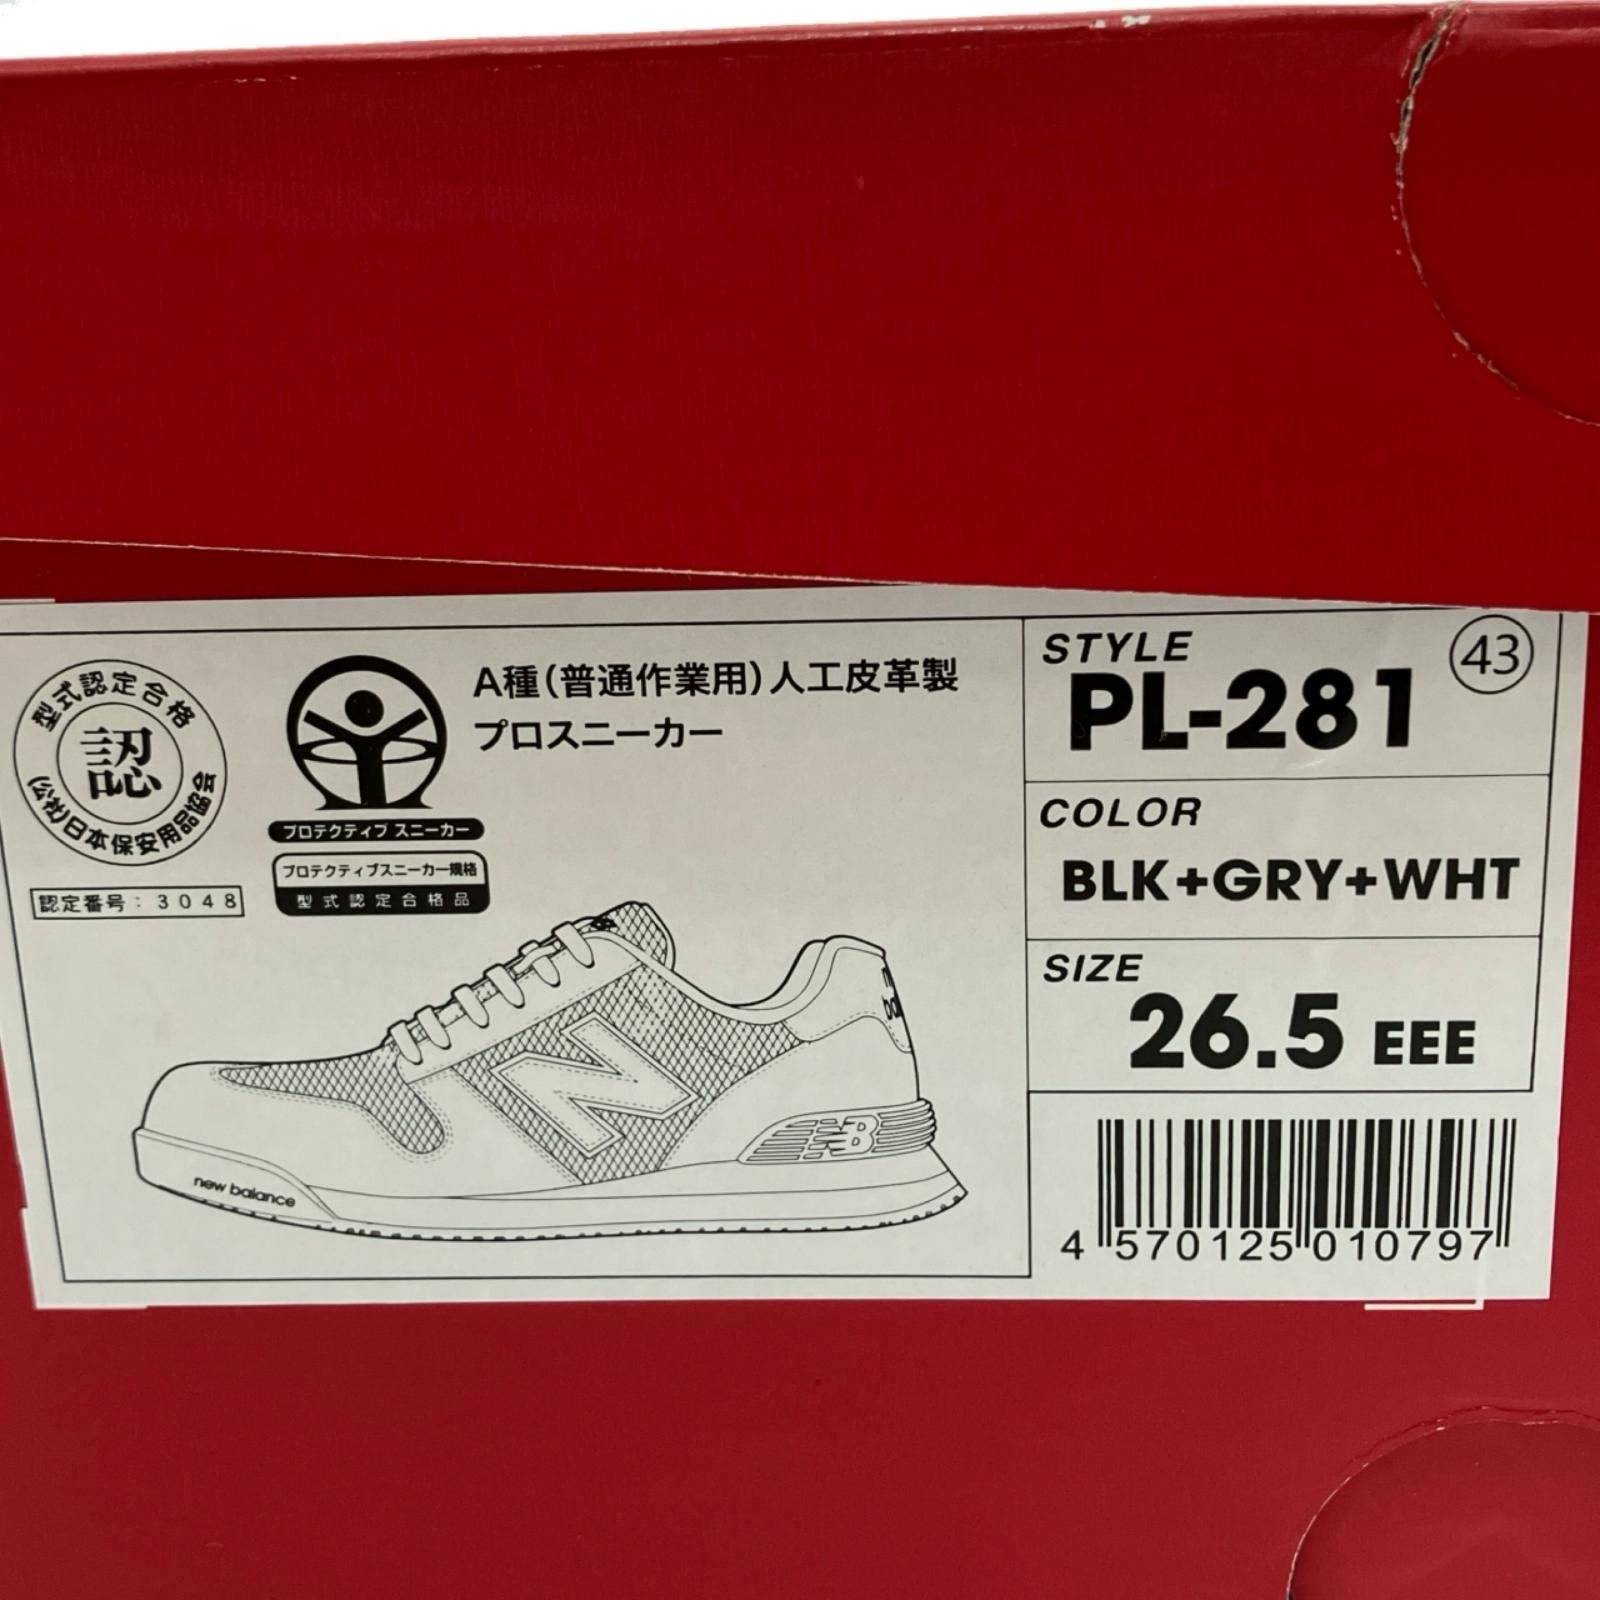 型式認定合格
認
(公社)日本保安用品協会
認定番号：3048
プロテクティブ スニーカー
プロテクティブスニーカー規格
型式認定合格品
A種（普通作業用）人工皮革製
プロスニーカー
new balance
N
NB
STYLE
43
PL-281
COLOR
BLK+GRY+WHT
SIZE
26.5 EEE
4 570125 010797